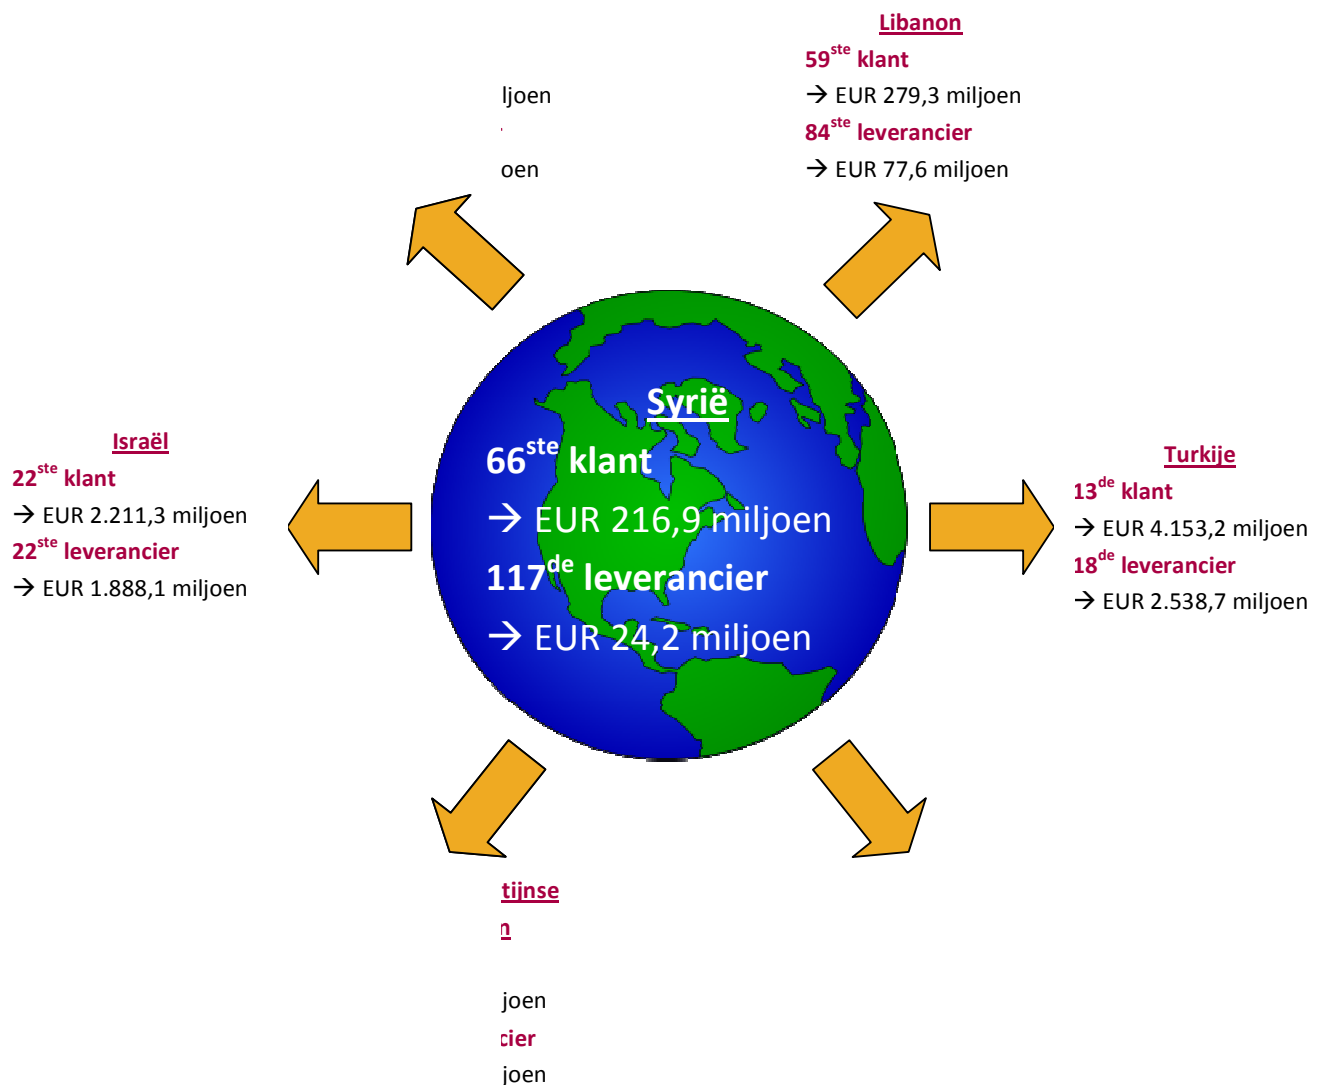 Libanon
59ste klant
→ EUR 279,3 miljoen
84ste leverancier
→ EUR 77,6 miljoen
ljoen
oen
Syrië
66ste klant
→ EUR 216,9 miljoen
117de leverancier
→ EUR 24,2 miljoen
Israël
22ste klant
→ EUR 2.211,3 miljoen
22ste leverancier
→ EUR 1.888,1 miljoen
Turkije
13de klant
→ EUR 4.153,2 miljoen
18de leverancier
→ EUR 2.538,7 miljoen
tijnse
n
joen
cier
joen